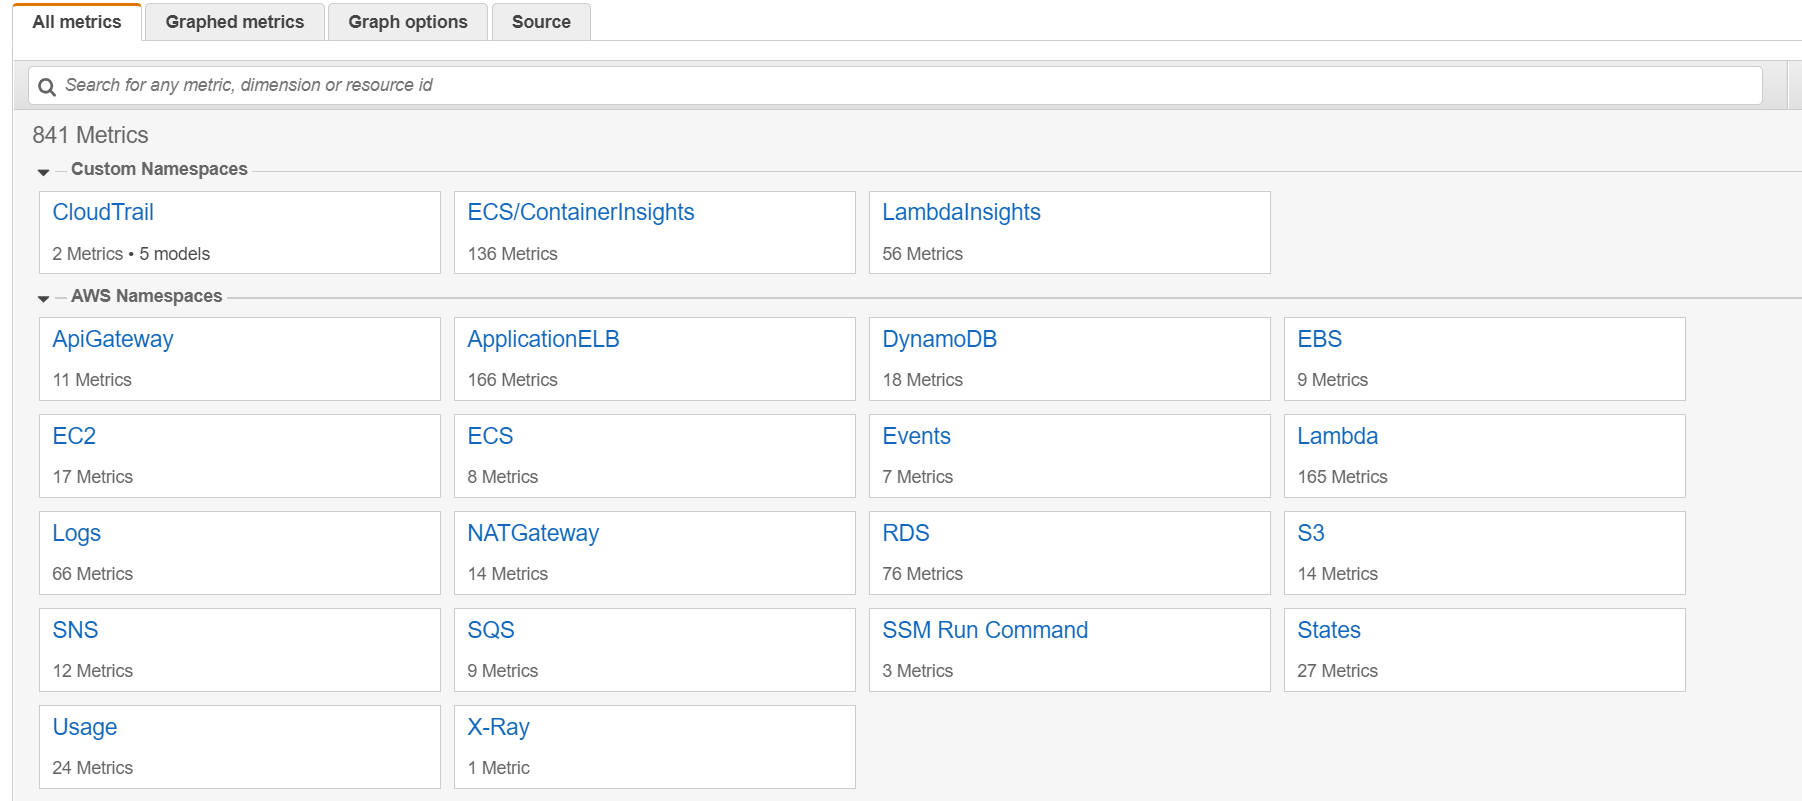 All metrics
Graphed metrics
Graph options
Source
Search for any metric, dimension or resource id
841 Metrics
Custom Namespaces
CloudTrail
2 Metrics • 5 models
ECS/ContainerInsights
136 Metrics
LambdaInsights
56 Metrics
AWS Namespaces
ApiGateway
11 Metrics
ApplicationELB
166 Metrics
DynamoDB
18 Metrics
EBS
9 Metrics
EC2
17 Metrics
ECS
8 Metrics
Events
7 Metrics
Lambda
165 Metrics
Logs
66 Metrics
NATGateway
14 Metrics
RDS
76 Metrics
S3
14 Metrics
SNS
12 Metrics
SQS
9 Metrics
SSM Run Command
3 Metrics
States
27 Metrics
Usage
24 Metrics
X-Ray
1 Metric